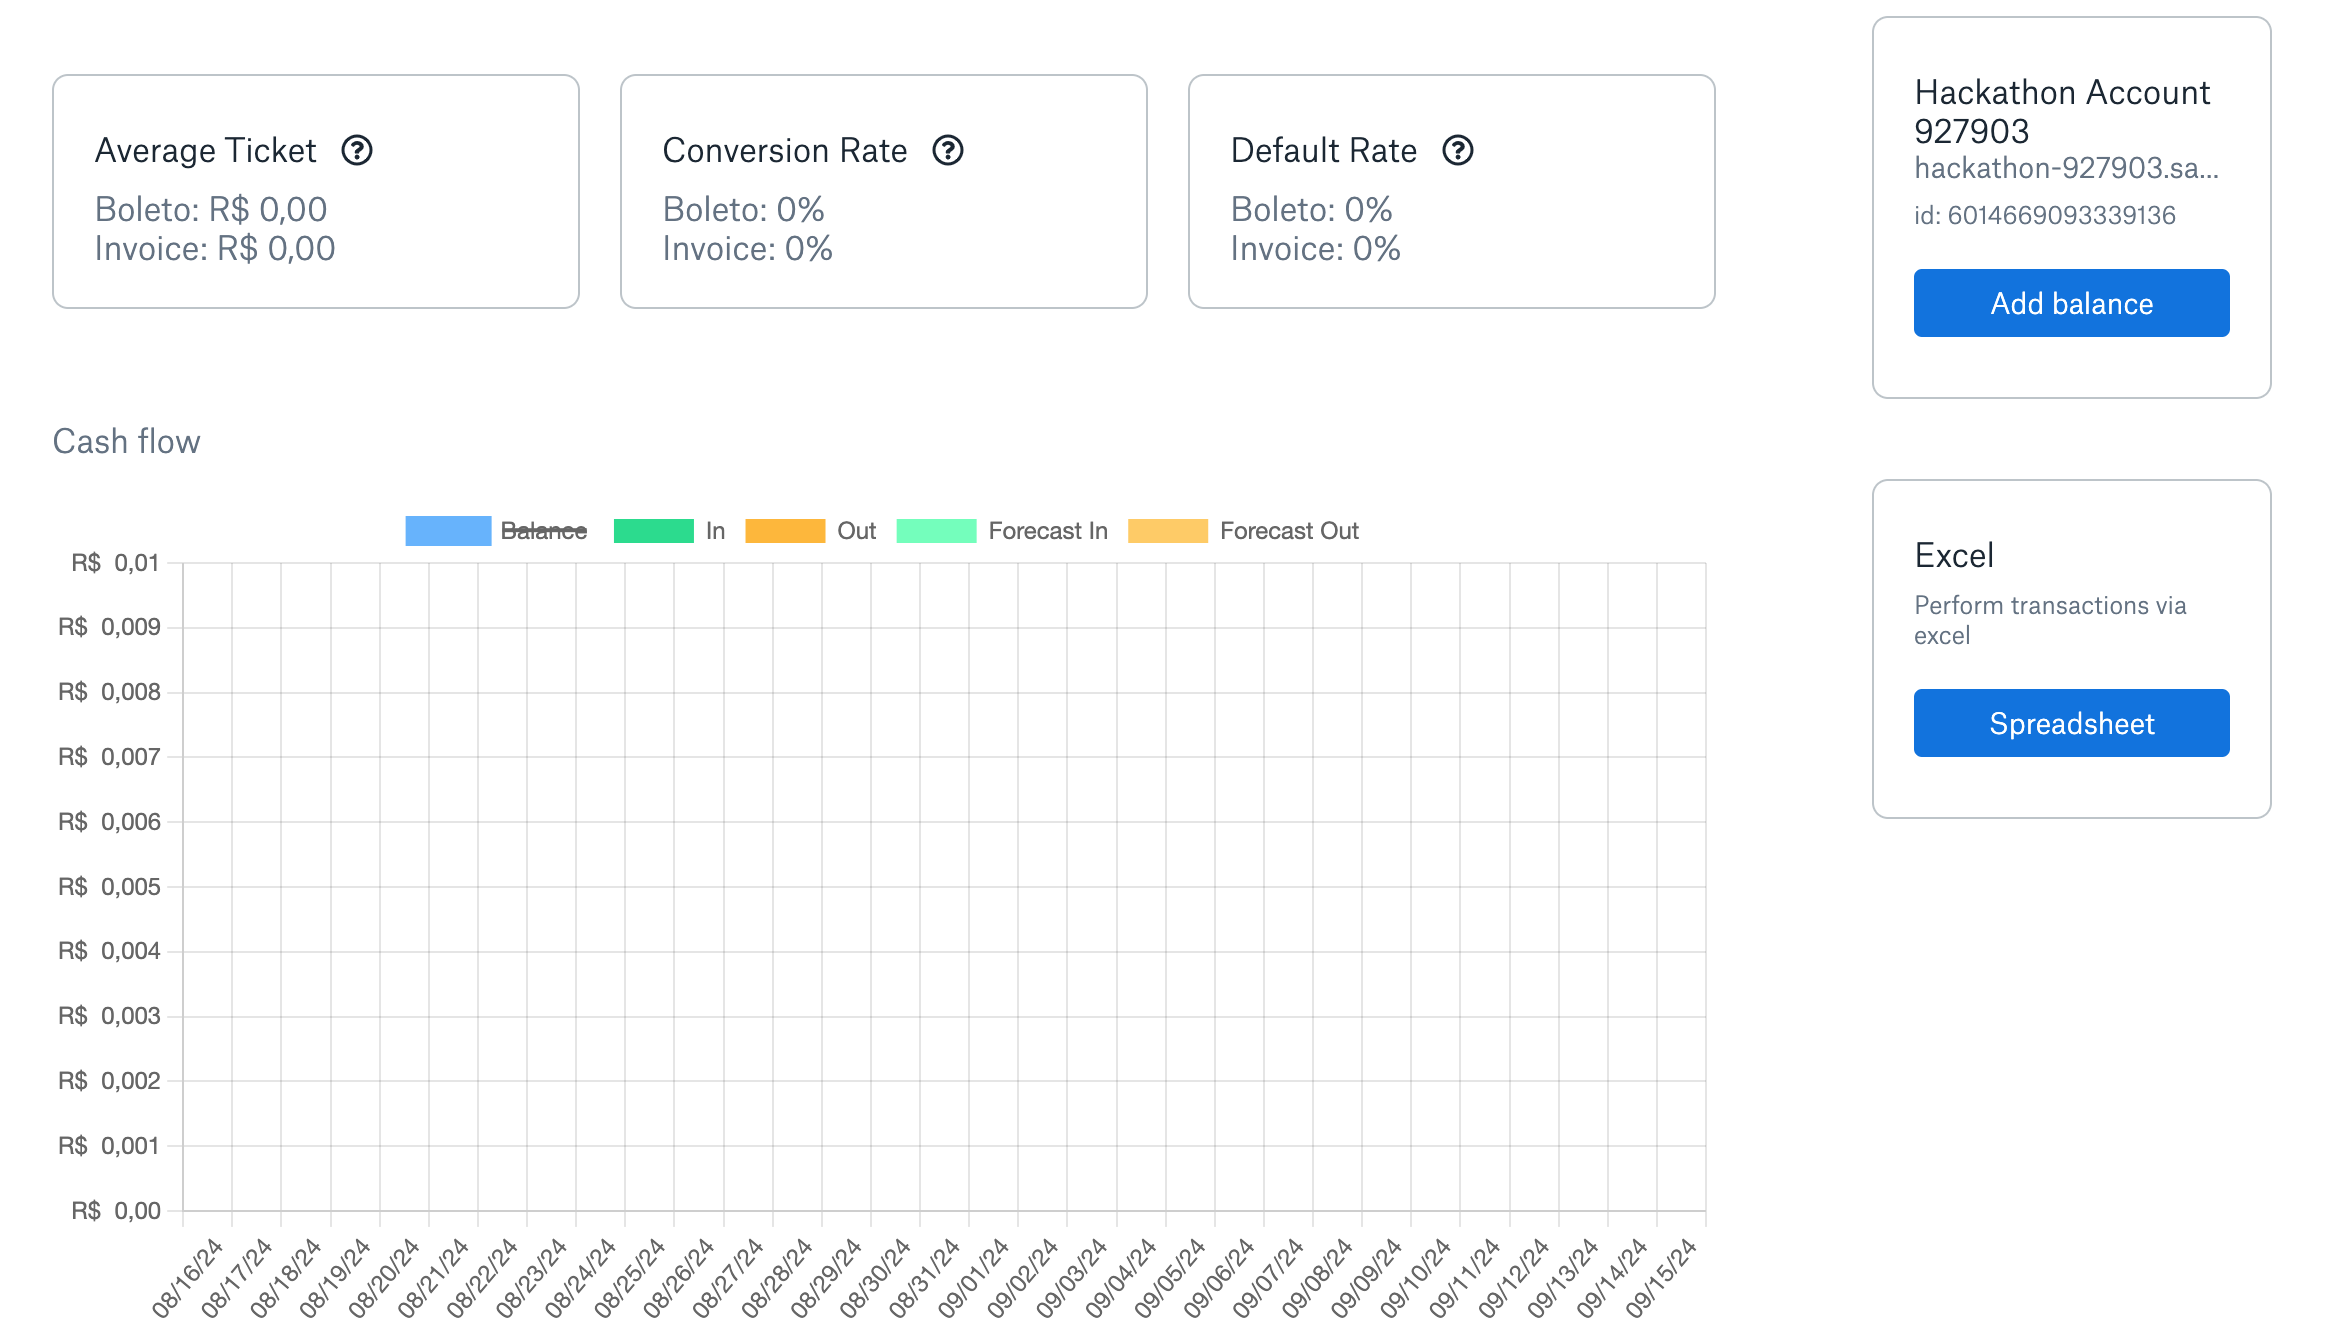 Average Ticket
Boleto: R$ 0,00
Invoice: R$ 0,00
Conversion Rate
Boleto: 0%
Invoice: 0%
Default Rate
Boleto: 0%
Invoice: 0%
Hackathon Account
927903
hackathon-927903.sa...
id: 6014669093339136
Add balance
Cash flow
Balance In Out Forecast In Forecast Out
R$ 0,01
R$ 0,009
R$ 0,008
R$ 0,007
R$ 0,006
R$ 0,005
R$ 0,004
R$ 0,003
R$ 0,002
R$ 0,001
R$ 0,00
08/16/24
08/17/24
08/18/24
08/19/24
08/20/24
08/21/24
08/22/24
08/23/24
08/24/24
08/25/24
08/26/24
08/27/24
08/28/24
08/29/24
08/30/24
08/31/24
09/01/24
09/02/24
09/03/24
09/04/24
09/05/24
09/06/24
09/07/24
09/08/24
09/09/24
09/10/24
09/11/24
09/12/24
09/13/24
09/14/24
09/15/24
Excel
Perform transactions via
excel
Spreadsheet